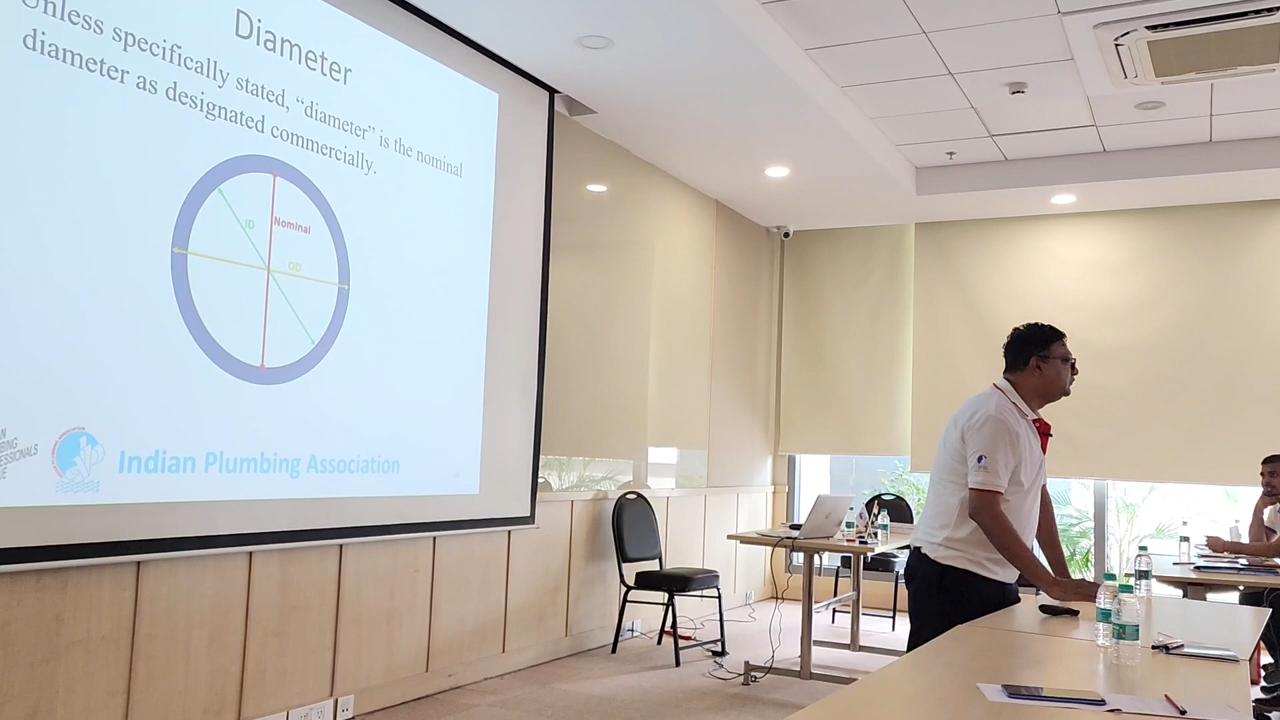 Diameter
Unless specifically stated, “diameter” is the nominal
diameter as designated commercially.
ID
Nominal
OD
Indian Plumbing Association